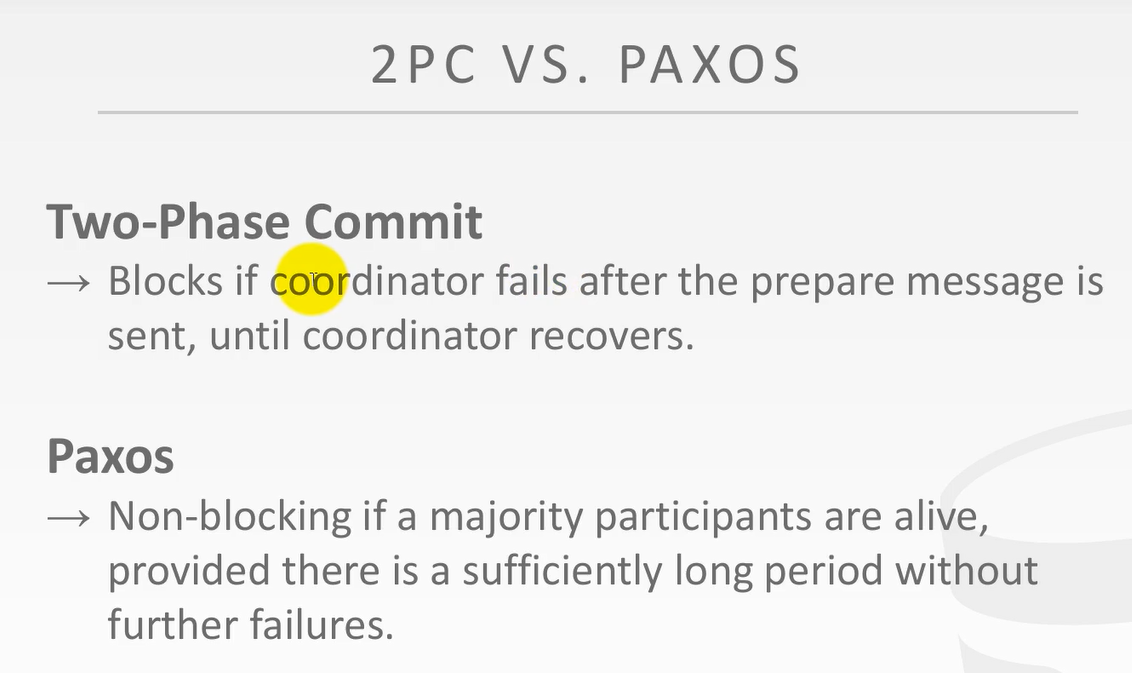 2PC VS. PAXOS
Two-Phase Commit
→ Blocks if coordinator fails after the prepare message is
sent, until coordinator recovers.
Paxos
→ Non-blocking if a majority participants are alive,
provided there is a sufficiently long period without
further failures.